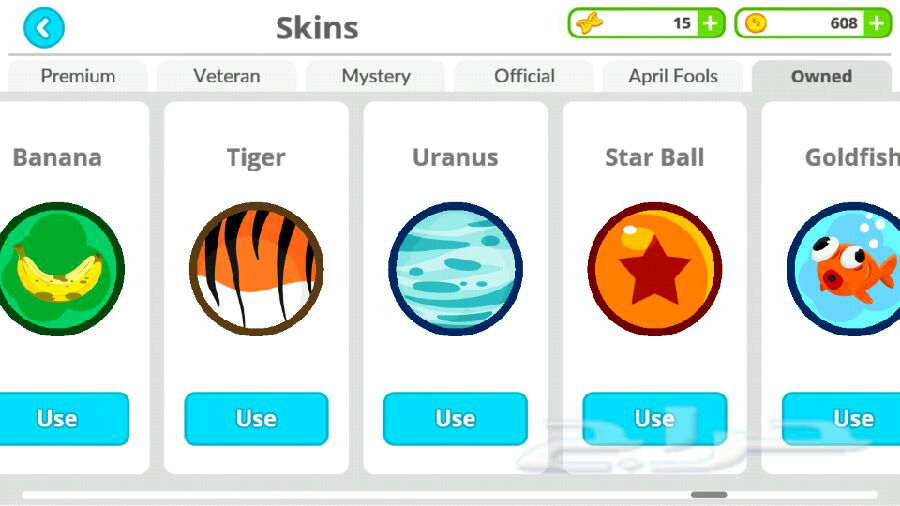 Skins
15
608
Premium
Veteran
Mystery
Official
April Fools
Owned
Banana
Tiger
Uranus
Star Ball
Goldfish
Use
Use
Use
Use
Use
حراج